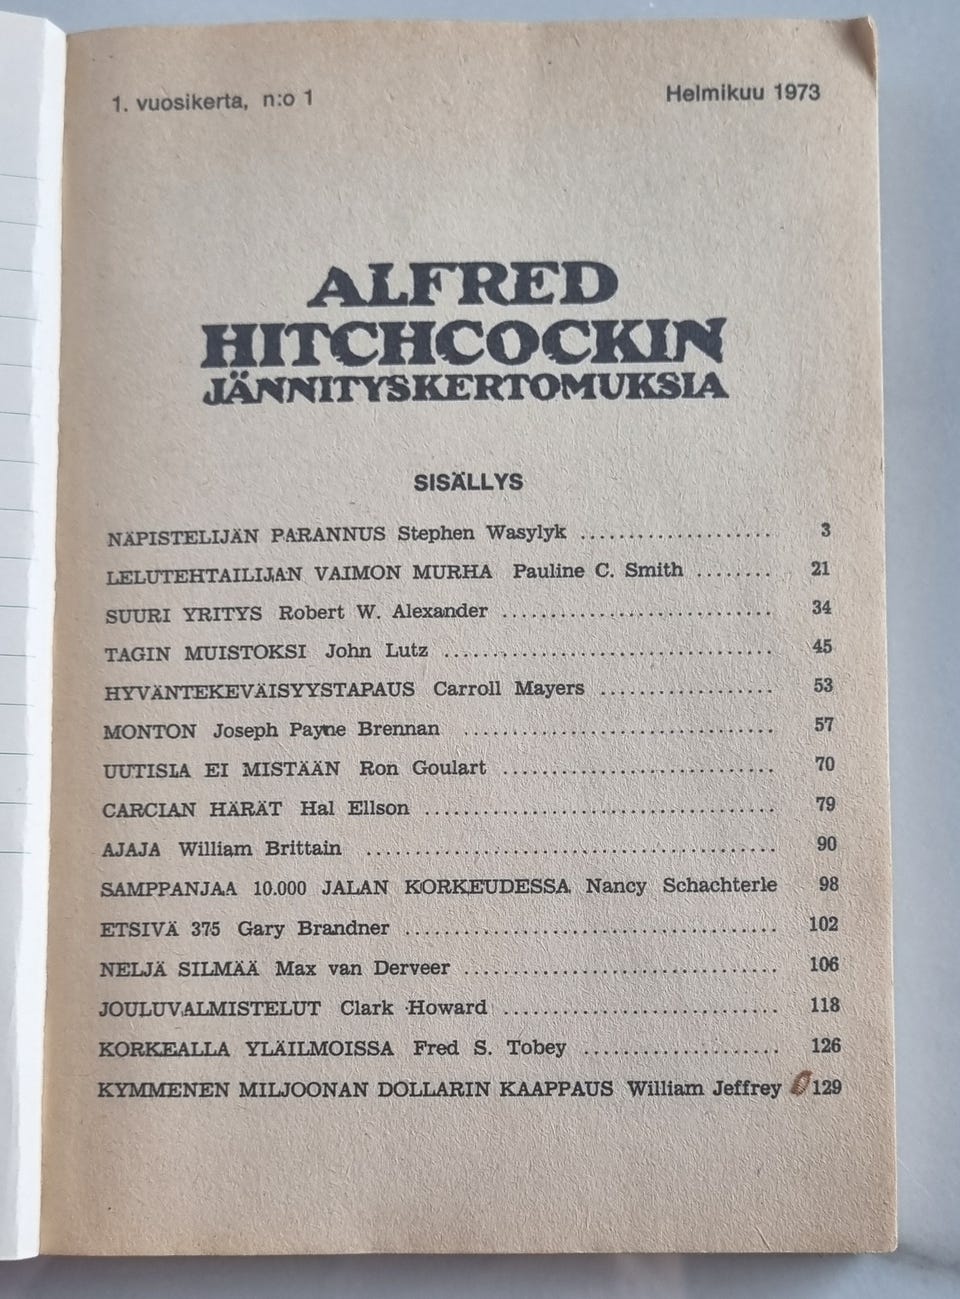 1. vuosikerta, n:o 1
Helmikuu 1973
ALFRED
HITCHCOCKIN
JÄNNITYSKERTOMUKSIA
SISÄLLYS
NÄPISTELIJÄN PARANNUS Stephen Wasylyk .................... 3
LELUTEHTAILIJAN VAIMON MURHA Pauline C. Smith ........ 21
SUURI YRITYS Robert W. Alexander ............................ 34
TAGIN MUISTOKSI John Lutz .................................. 45
HYVÄNTEKEVÄISYYSTAPAUS Carroll Mayers .................. 53
MONTON Joseph Payne Brennan ................................ 57
UUTISIA EI MISTÄÄN Ron Goulart ............................ 70
CARCIAN HÄRÄT Hal Ellson .................................... 79
AJAJA William Brittain .......................................... 90
SAMPPANJAA 10.000 JALAN KORKEUDESSA Nancy Schachterle 98
ETSIVÄ 375 Gary Brandner ...................................... 102
NELJÄ SILMÄÄ Max van Derveer ................................ 106
JOULUVALMISTELUT Clark Howard ............................ 118
KORKEALLA YLÄILMOISSA Fred S. Tobey .................... 126
KYMMENEN MILJOONAN DOLLARIN KAAPPAUS William Jeffrey 129